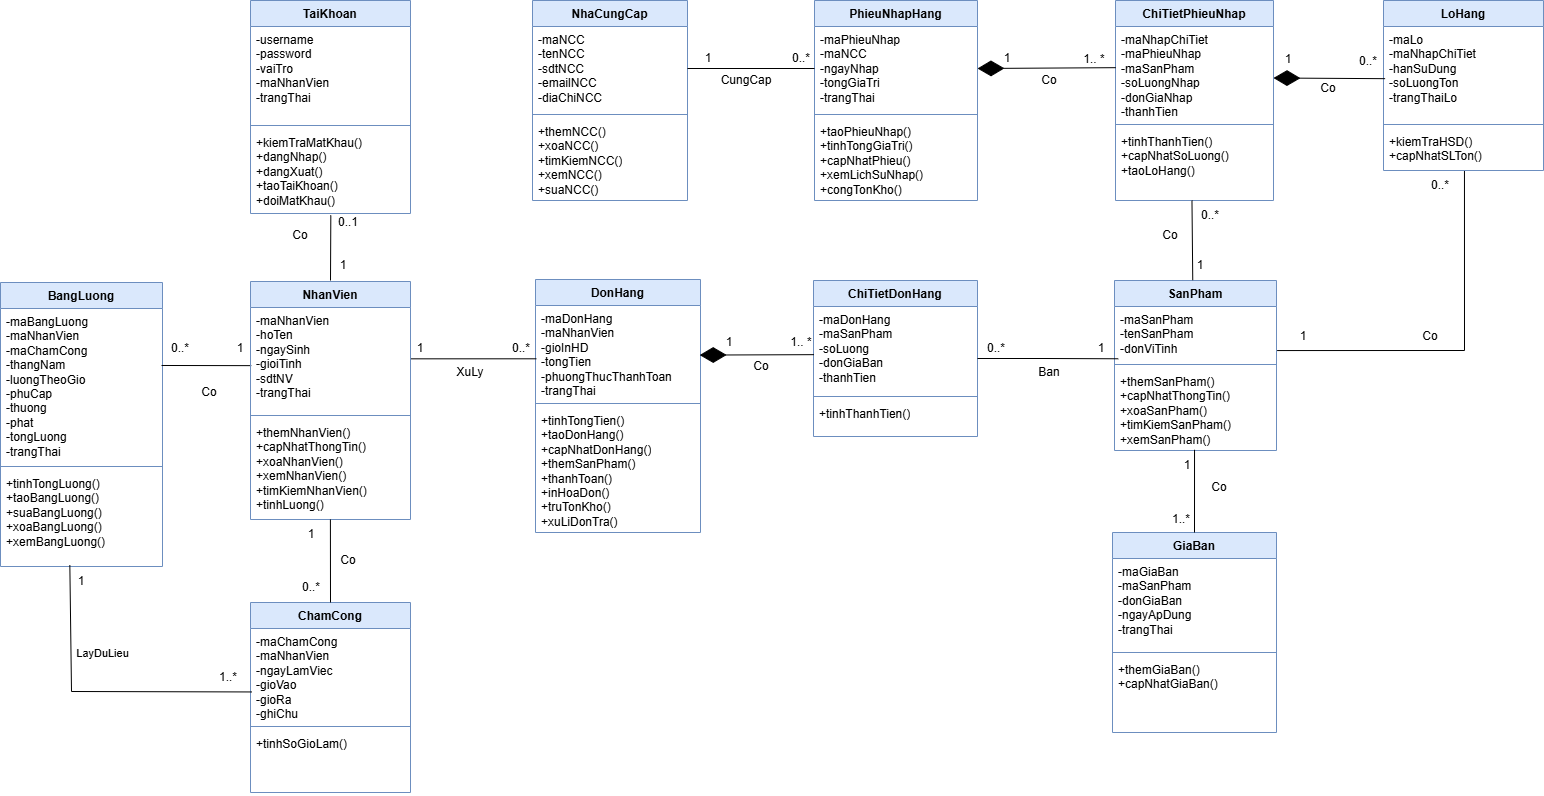 TaiKhoan
-username
-password
-vaiTro
-maNhanVien
-trangThai
+kiemTraMatKhau()
+dangNhap()
+dangXuat()
+taoTaiKhoan()
+doiMatKhau()
NhaCungCap
-maNCC
-tenNCC
-sdtNCC
-emailNCC
-diaChiNCC
+themNCC()
+xoaNCC()
+timKiemNCC()
+xemNCC()
+suaNCC()
1
0..*
CungCap
PhieuNhapHang
-maPhieuNhap
-maNCC
-ngayNhap
-tongGiaTri
-trangThai
+taoPhieuNhap()
+tinhTongGiaTri()
+capNhatPhieu()
+xemLichSuNhap()
+congTonKho()
1
1..*
Co
ChiTietPhieuNhap
-maNhapChiTiet
-maPhieuNhap
-maSanPham
-soLuongNhap
-donGiaNhap
-thanhTien
+tinhThanhTien()
+capNhatSoLuong()
+taoLoHang()
1
0..*
Co
LoHang
-maLo
-maNhapChiTiet
-hanSuDung
-soLuongTon
-trangThaiLo
+kiemTraHSD()
+capNhatSLTon()
0..*
0..1
Co
1
0..*
Co
1
BangLuong
-maBangLuong
-maNhanVien
-maChamCong
-thangNam
-luongTheoGio
-phuCap
-thuong
-phat
-tongLuong
-trangThai
+tinhTongLuong()
+taoBangLuong()
+suaBangLuong()
+xoaBangLuong()
+xemBangLuong()
0..*
1
Co
NhanVien
-maNhanVien
-hoTen
-ngaySinh
-gioiTinh
-sdtNV
-trangThai
+themNhanVien()
+capNhatThongTin()
+xoaNhanVien()
+xemNhanVien()
+timKiemNhanVien()
+tinhLuong()
1
0..*
XuLy
DonHang
-maDonHang
-maNhanVien
-gioInHD
-tongTien
-phuongThucThanhToan
-trangThai
+tinhTongTien()
+taoDonHang()
+capNhatDonHang()
+themSanPham()
+thanhToan()
+inHoaDon()
+truTonKho()
+xuLiDonTra()
1
1..*
Co
ChiTietDonHang
-maDonHang
-maSanPham
-soLuong
-donGiaBan
-thanhTien
+tinhThanhTien()
0..*
1
Ban
SanPham
-maSanPham
-tenSanPham
-donViTinh
+themSanPham()
+capNhatThongTin()
+xoaSanPham()
+timKiemSanPham()
+xemSanPham()
1
Co
1
Co
1..*
GiaBan
-maGiaBan
-maSanPham
-donGiaBan
-ngayApDung
-trangThai
+themGiaBan()
+capNhatGiaBan()
1
Co
0..*
1
LayDuLieu
1..*
ChamCong
-maChamCong
-maNhanVien
-ngayLamViec
-gioVao
-gioRa
-ghiChu
+tinhSoGioLam()